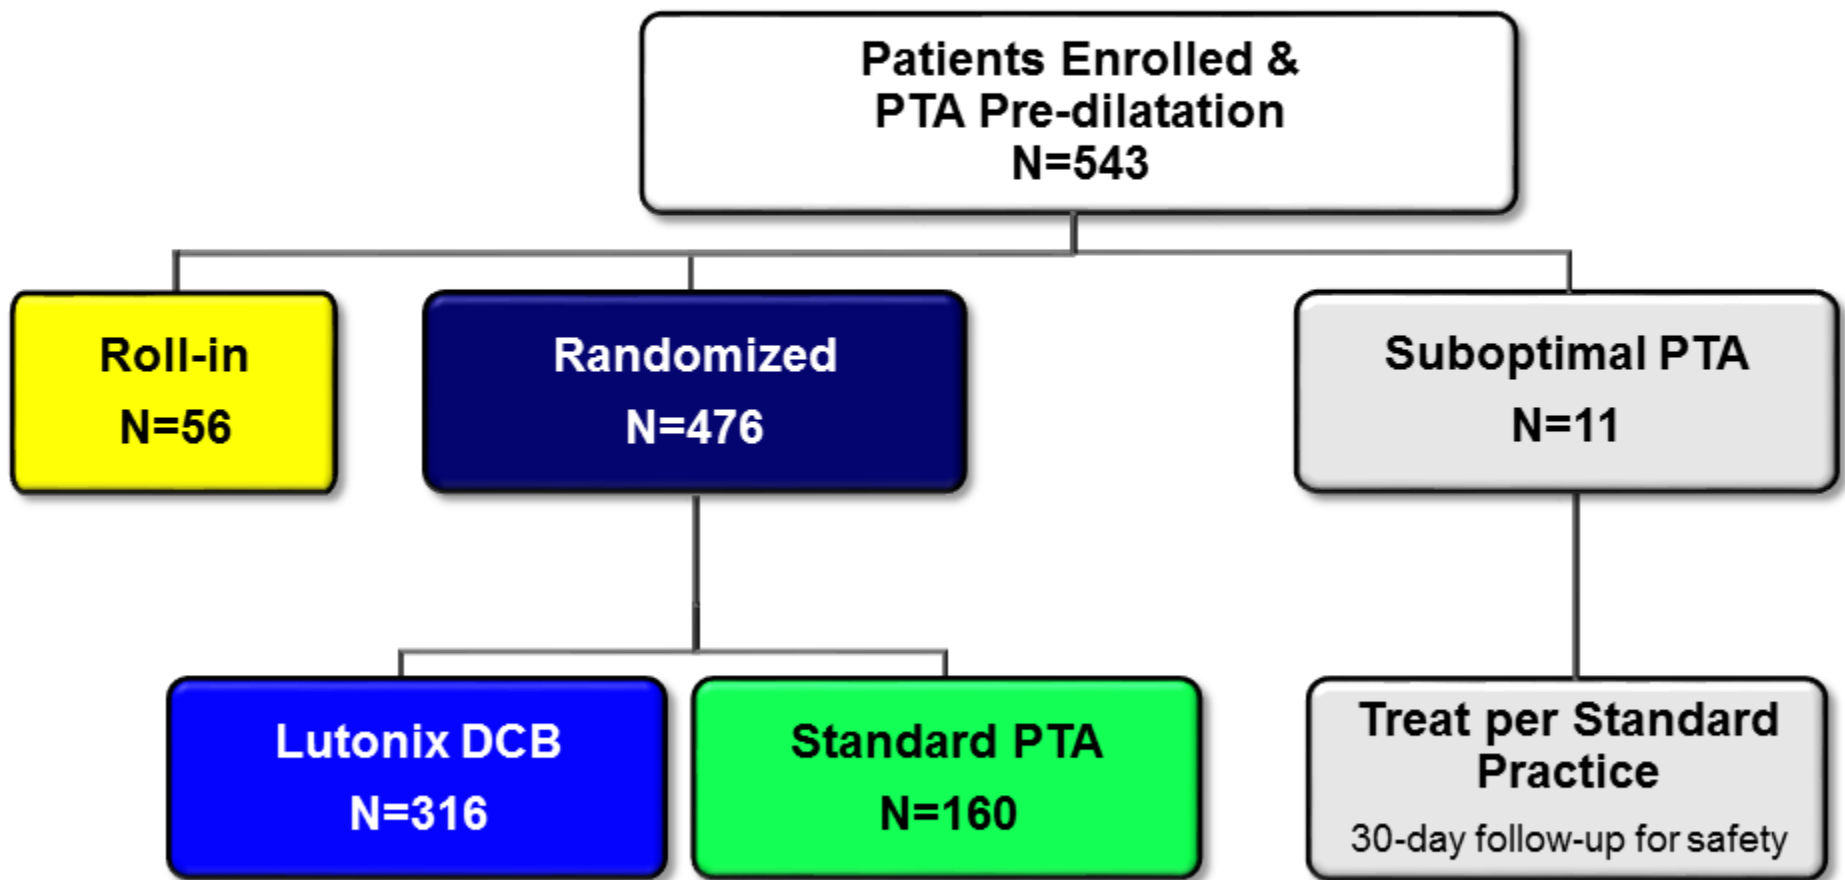 Patients Enrolled &
PTA Pre-dilatation
N=543
Roll-in
N=56
Randomized
N=476
Suboptimal PTA
N=11
Lutonix DCB
N=316
Standard PTA
N=160
Treat per Standard
Practice
30-day follow-up for safety